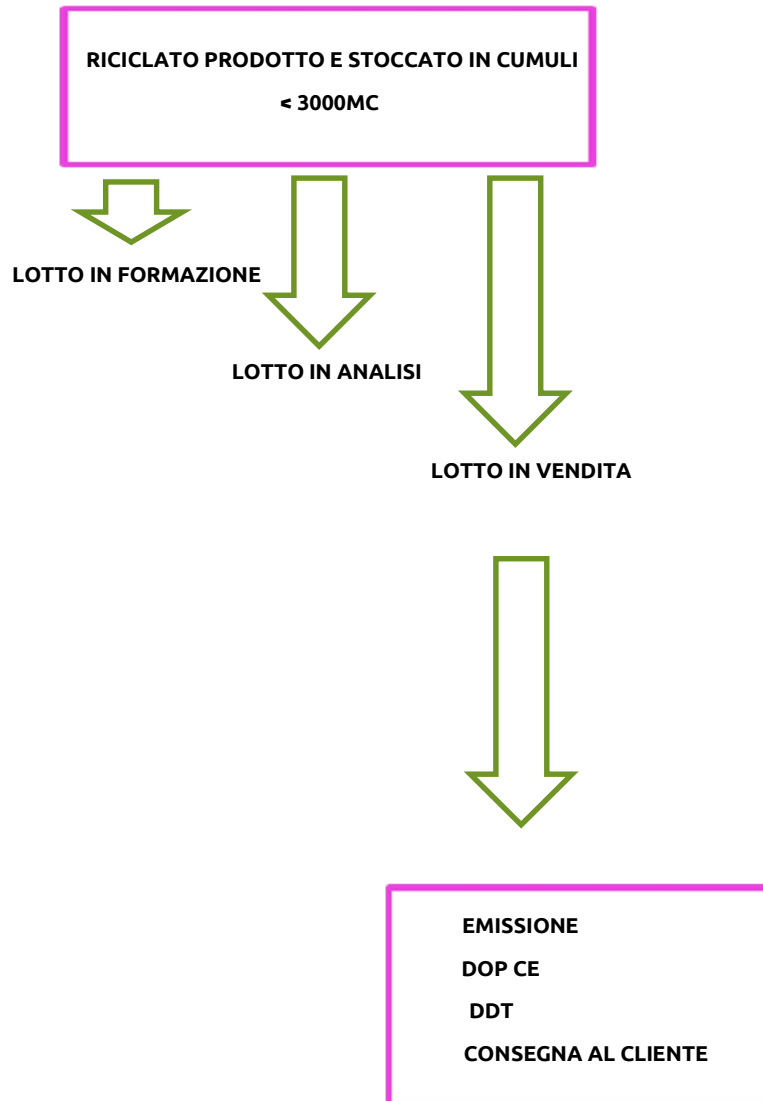 RICICLATO PRODOTTO E STOCCATO IN CUMULI
< 3000MC
LOTTO IN FORMAZIONE
LOTTO IN ANALISI
LOTTO IN VENDITA
EMISSIONE
DOP CE
DDT
CONSEGNA AL CLIENTE